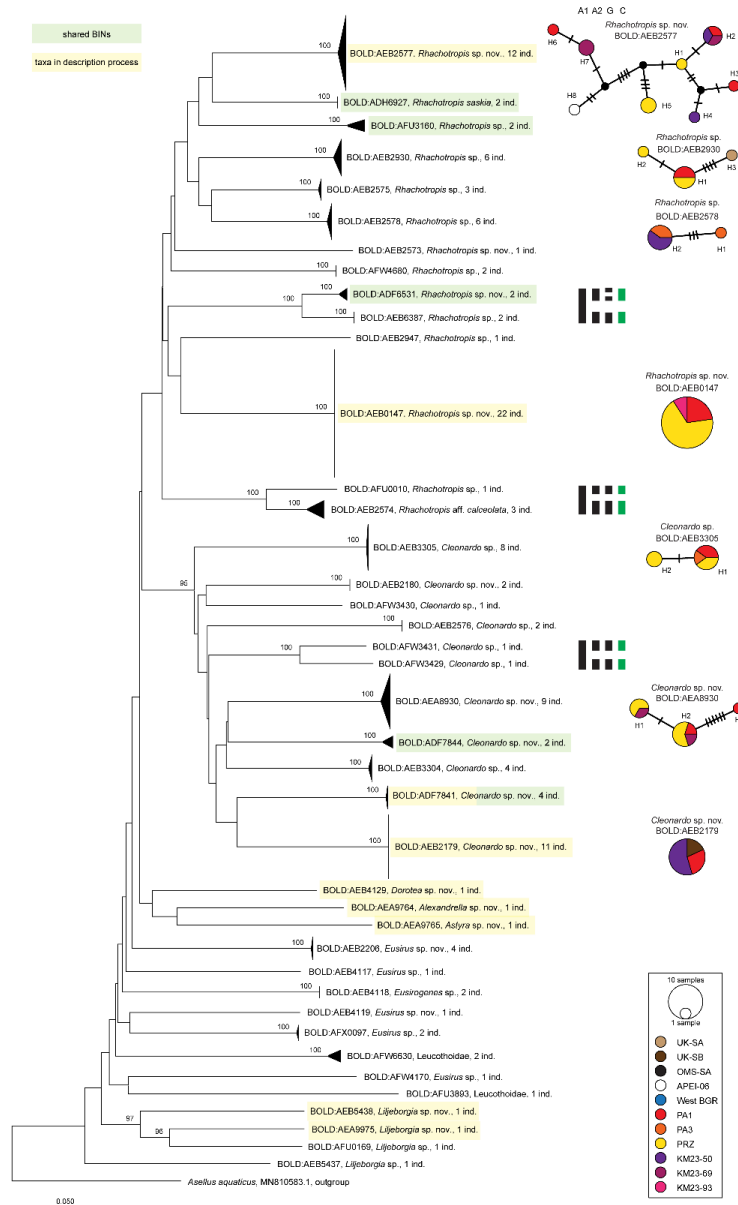 A1 A2 G C
shared BINs
taxa in description process
100 BOLD:AEB2577, Rhachotropis sp. nov.. 12 ind.
100 BOLD:ADH6927, Rhachotropis saskia, 2 ind.
100 BOLD:AFU3160, Rhachotropis sp., 2 ind.
100 BOLD:AEB2930, Rhachotropis sp., 6 ind.
100 BOLD:AEB2575, Rhachotropis sp., 3 ind.
100 BOLD:AEB2578, Rhachotropis sp., 6 ind.
BOLD:AEB2573, Rhachotropis sp. nov., 1 ind.
100 BOLD:AFW4680, Rhachotropis sp., 2 ind.
100 100 BOLD:ADF6531, Rhachotropis sp. nov.. 2 ind.
100 BOLD:AEB6387, Rhachotropis sp., 2 ind.
BOLD:AEB2947, Rhachotropis sp., 1 ind.
100 BOLD:AEB0147, Rhachotropis sp. nov.. 22 ind.
100 BOLD:AFU0010, Rhachotropis sp., 1 ind.
100 BOLD:AEB2574, Rhachotropis aff. calceolata, 3 ind.
100 BOLD:AEB3305, Cleonardo sp., 8 ind.
95 100 BOLD:AEB2180, Cleonardo sp. nov.. 2 ind.
BOLD:AFW3430, Cleonardo sp., 1 ind.
100 BOLD:AEB2576, Cleonardo sp., 2 ind.
100 BOLD:AFW3431, Cleonardo sp., 1 ind.
BOLD:AFW3429, Cleonardo sp., 1 ind.
100 BOLD:AEA8930, Cleonardo sp. nov., 9 ind.
100 BOLD:ADF7844, Cleonardo sp. nov., 2 ind.
100 BOLD:AEB3304, Cleonardo sp., 4 ind.
100 BOLD:ADF7841, Cleonardo sp. nov.. 4 ind.
100 BOLD:AEB2179, Cleonardo sp. nov., 11 ind.
BOLD:AEB4129, Dorotea sp. nov., 1 ind.
BOLD:AEA9764, Alexandrella sp. nov., 1 ind.
BOLD:AEA9765, Astyra sp. nov., 1 ind.
100 BOLD:AEB2206, Eusirus sp. nov., 4 ind.
BOLD:AEB4117, Eusirus sp., 1 ind.
100 BOLD:AEB4118, Eusirogenes sp., 2 ind.
BOLD:AEB4119, Eusirus sp. nov., 1 ind.
100 BOLD:AFX0097, Eusirus sp., 2 ind.
100 BOLD:AFW6630, Leucothoidae, 2 ind.
BOLD:AFW4170, Eusirus sp., 1 ind.
BOLD:AFU3893, Leucothoidae. 1 ind.
97 BOLD:AEB5438, Liljeborgia sp. nov., 1 ind.
96 BOLD:AEA9975, Liljeborgia sp. nov., 1 ind.
BOLD:AFU0169, Liljeborgia sp., 1 ind.
BOLD:AEB5437, Liljeborgia sp., 1 ind.
Asellus aquaticus, MN810583.1, outgroup
0.050
Rhachotropis sp. nov.
BOLD:AEB2577
H6
H7
H8
H5
H1
H2
H3
H4
Rhachotropis sp.
BOLD:AEB2930
H2
H1
H3
Rhachotropis sp.
BOLD:AEB2578
H2
H1
Rhachotropis sp. nov.
BOLD:AEB0147
Cleonardo sp.
BOLD:AEB3305
H2
H1
Cleonardo sp. nov.
BOLD:AEA8930
H1
H2
Cleonardo sp. nov.
BOLD:AEB2179
10 samples
1 sample
UK-SA
UK-SB
OMS-SA
APEI-06
West BGR
PA1
PA3
PRZ
KM23-50
KM23-69
KM23-93